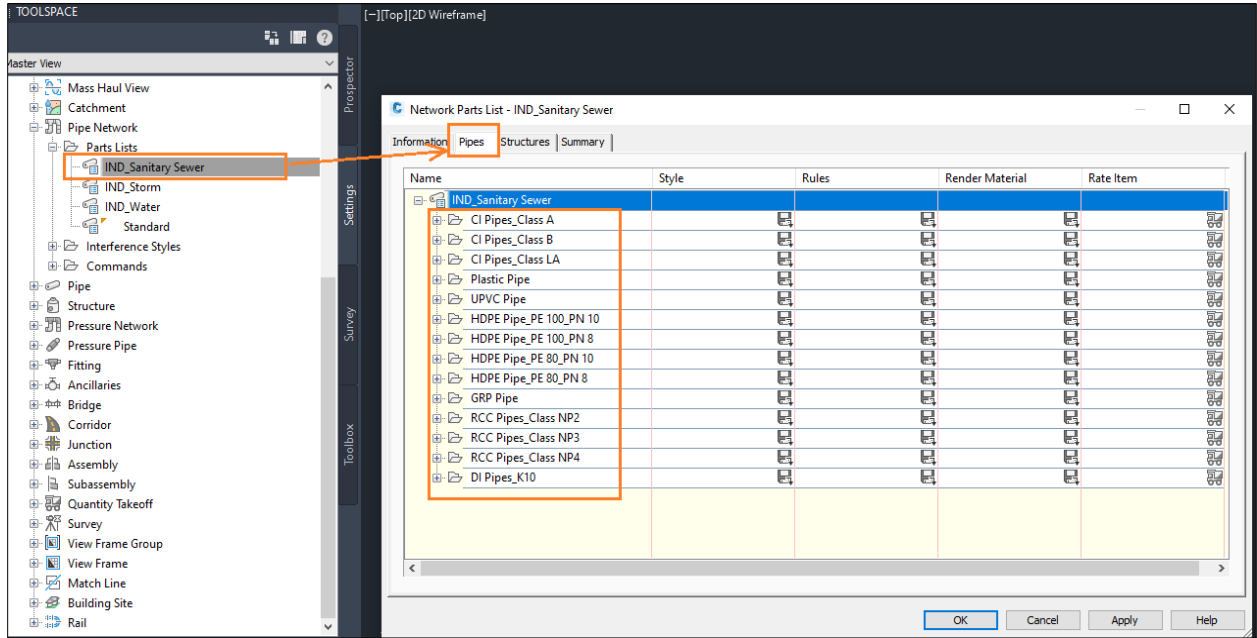 TOOLSPACE
Master View
Mass Haul View
Catchment
Pipe Network
Parts Lists
IND_Sanitary Sewer
IND_Storm
IND_Water
Standard
Interference Styles
Commands
Pipe
Structure
Pressure Network
Pressure Pipe
Fitting
Ancillaries
Bridge
Corridor
Junction
Assembly
Subassembly
Quantity Takeoff
Survey
View Frame Group
View Frame
Match Line
Building Site
Rail
Prospector
Settings
Survey
Toolbox
[−][Top][2D Wireframe]
Network Parts List - IND_Sanitary Sewer
Information Pipes Structures Summary
Name Style Rules Render Material Rate Item
IND_Sanitary Sewer
CI Pipes_Class A
CI Pipes_Class B
CI Pipes_Class LA
Plastic Pipe
UPVC Pipe
HDPE Pipe_PE 100_PN 10
HDPE Pipe_PE 100_PN 8
HDPE Pipe_PE 80_PN 10
HDPE Pipe_PE 80_PN 8
GRP Pipe
RCC Pipes_Class NP2
RCC Pipes_Class NP3
RCC Pipes_Class NP4
DI Pipes_K10
OK Cancel Apply Help